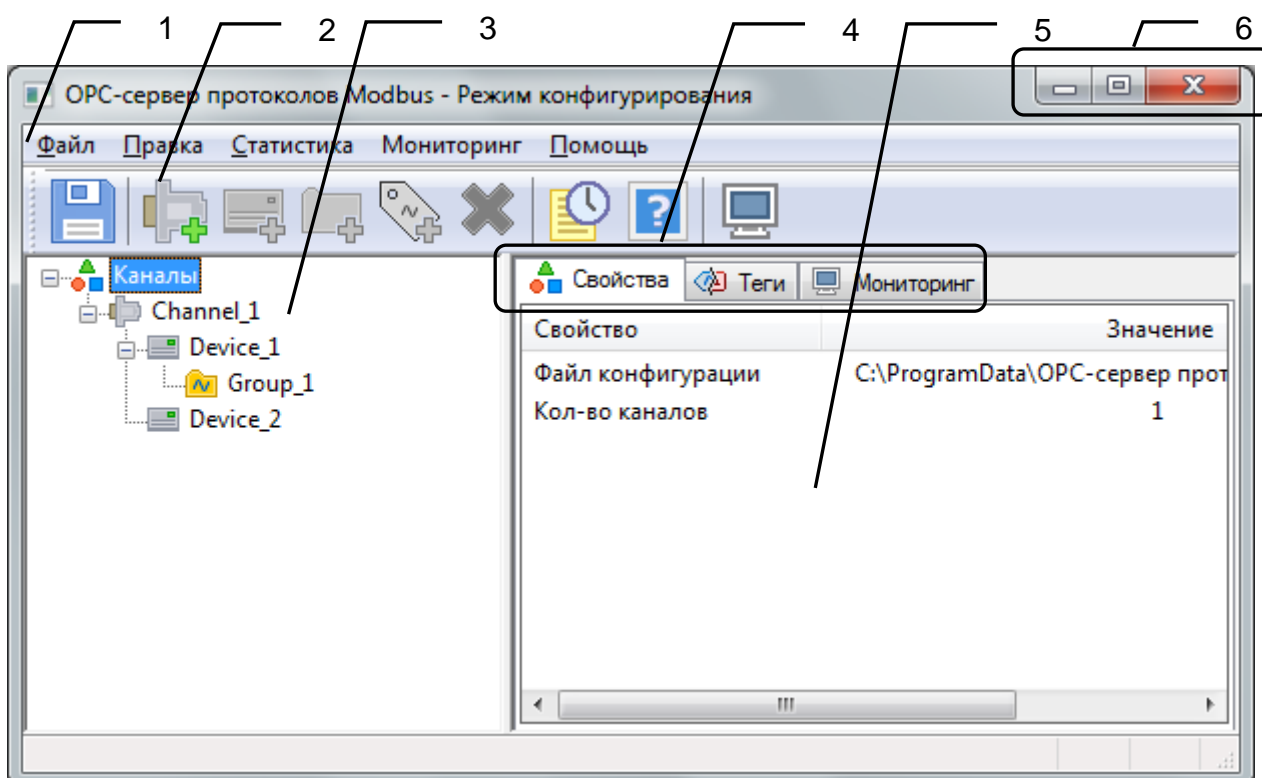 1 2 3 4 5 6
OPC-сервер протоколов Modbus - Режим конфигурирования
Файл Правка Статистика Мониторинг Помощь
Каналы
Channel_1
Device_1
Group_1
Device_2
Свойства Теги Мониторинг
Свойство Значение
Файл конфигурации C:\ProgramData\OPC-сервер прот
Кол-во каналов 1